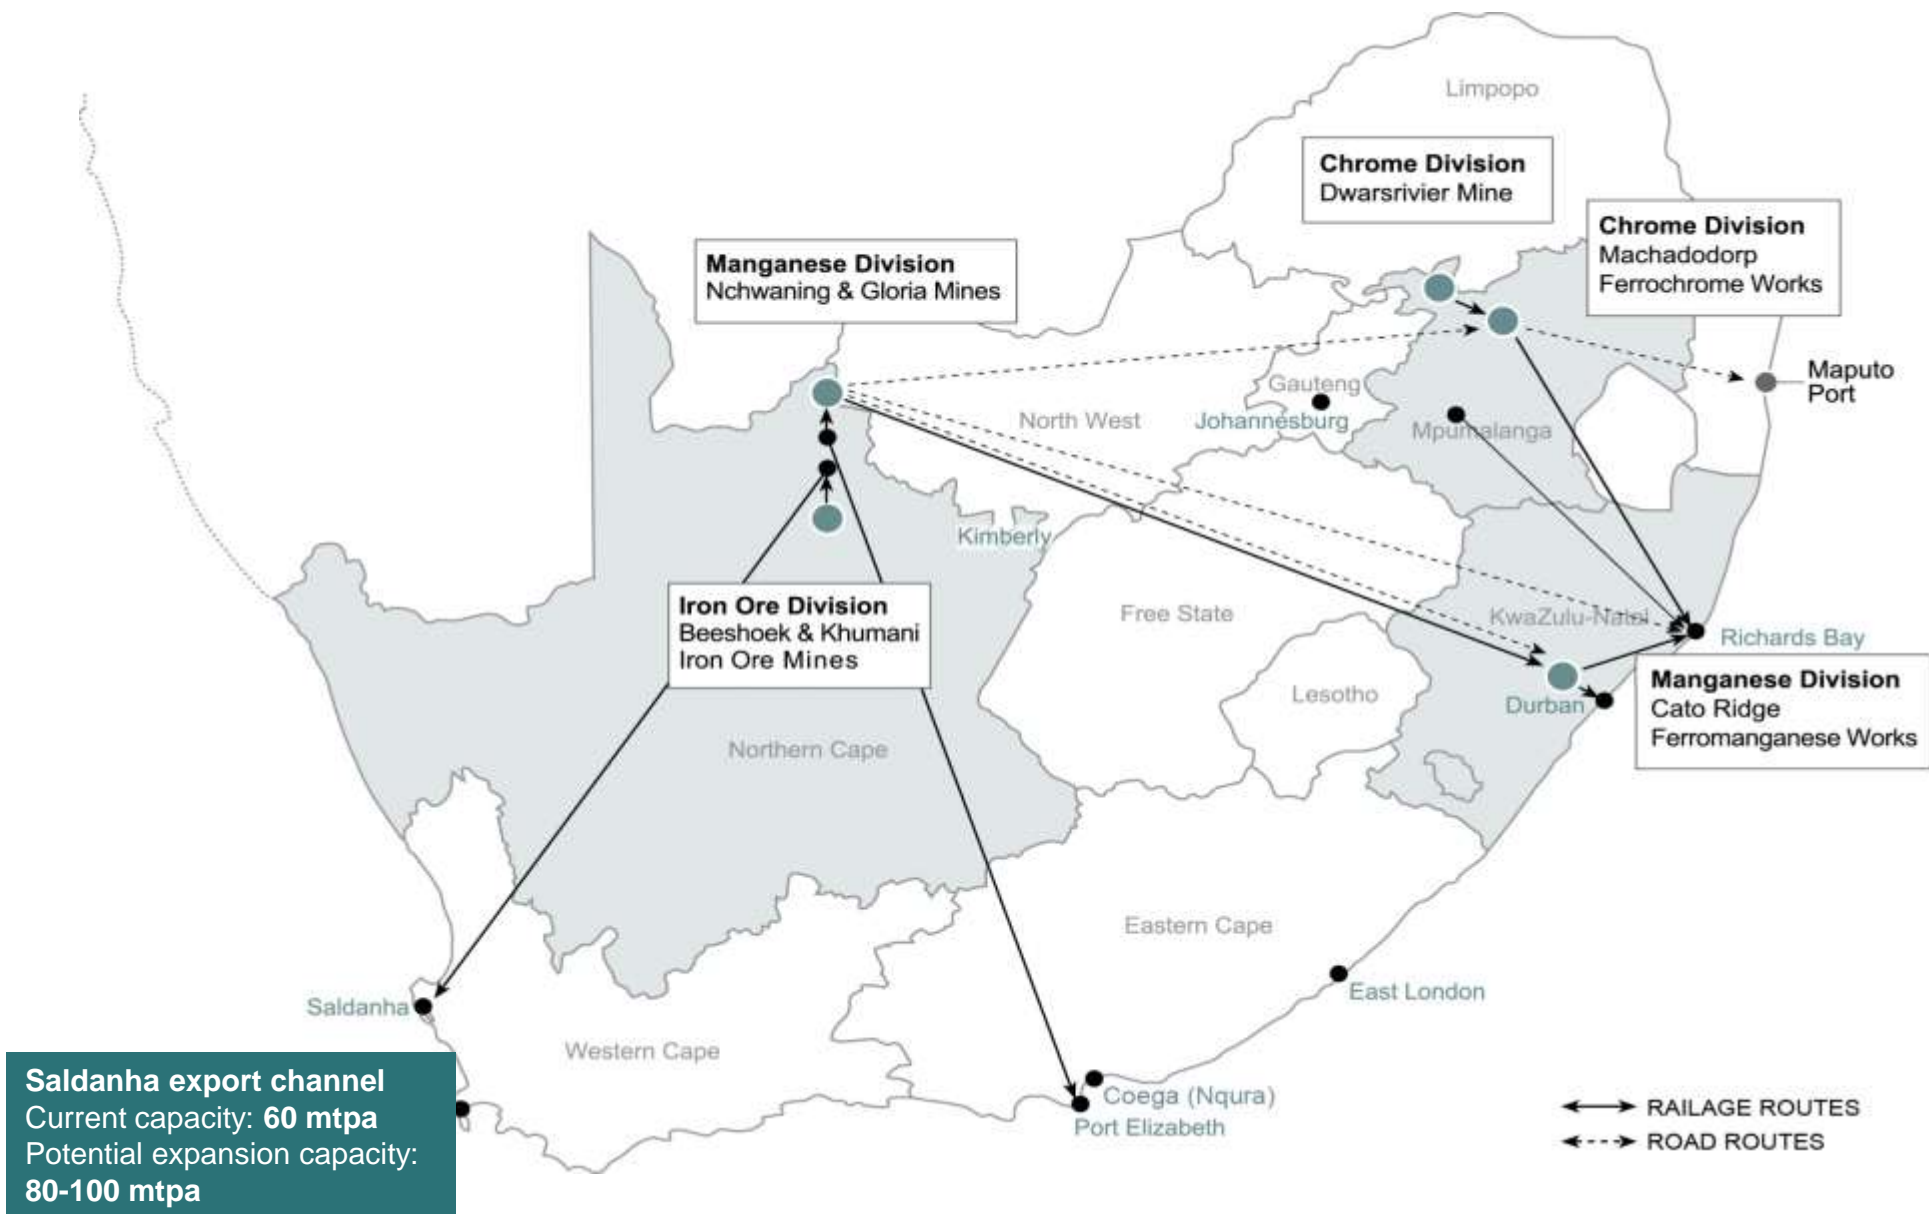 Limpopo
Chrome Division
Dwarsrivier Mine
Chrome Division
Machadodorp
Ferrochrome Works
Manganese Division
Nchwaning & Gloria Mines
Maputo
Port
Gauteng
Johannesburg
North West
Mpumalanga
Kimberly
Iron Ore Division
Beeshoek & Khumani
Iron Ore Mines
Free State
KwaZulu-Natal
Richards Bay
Lesotho
Durban
Manganese Division
Cato Ridge
Ferromanganese Works
Northern Cape
Eastern Cape
East London
Saldanha
Western Cape
Coega (Nqura)
Port Elizabeth
Saldanha export channel
Current capacity: 60 mtpa
Potential expansion capacity:
80-100 mtpa
RAILAGE ROUTES
ROAD ROUTES